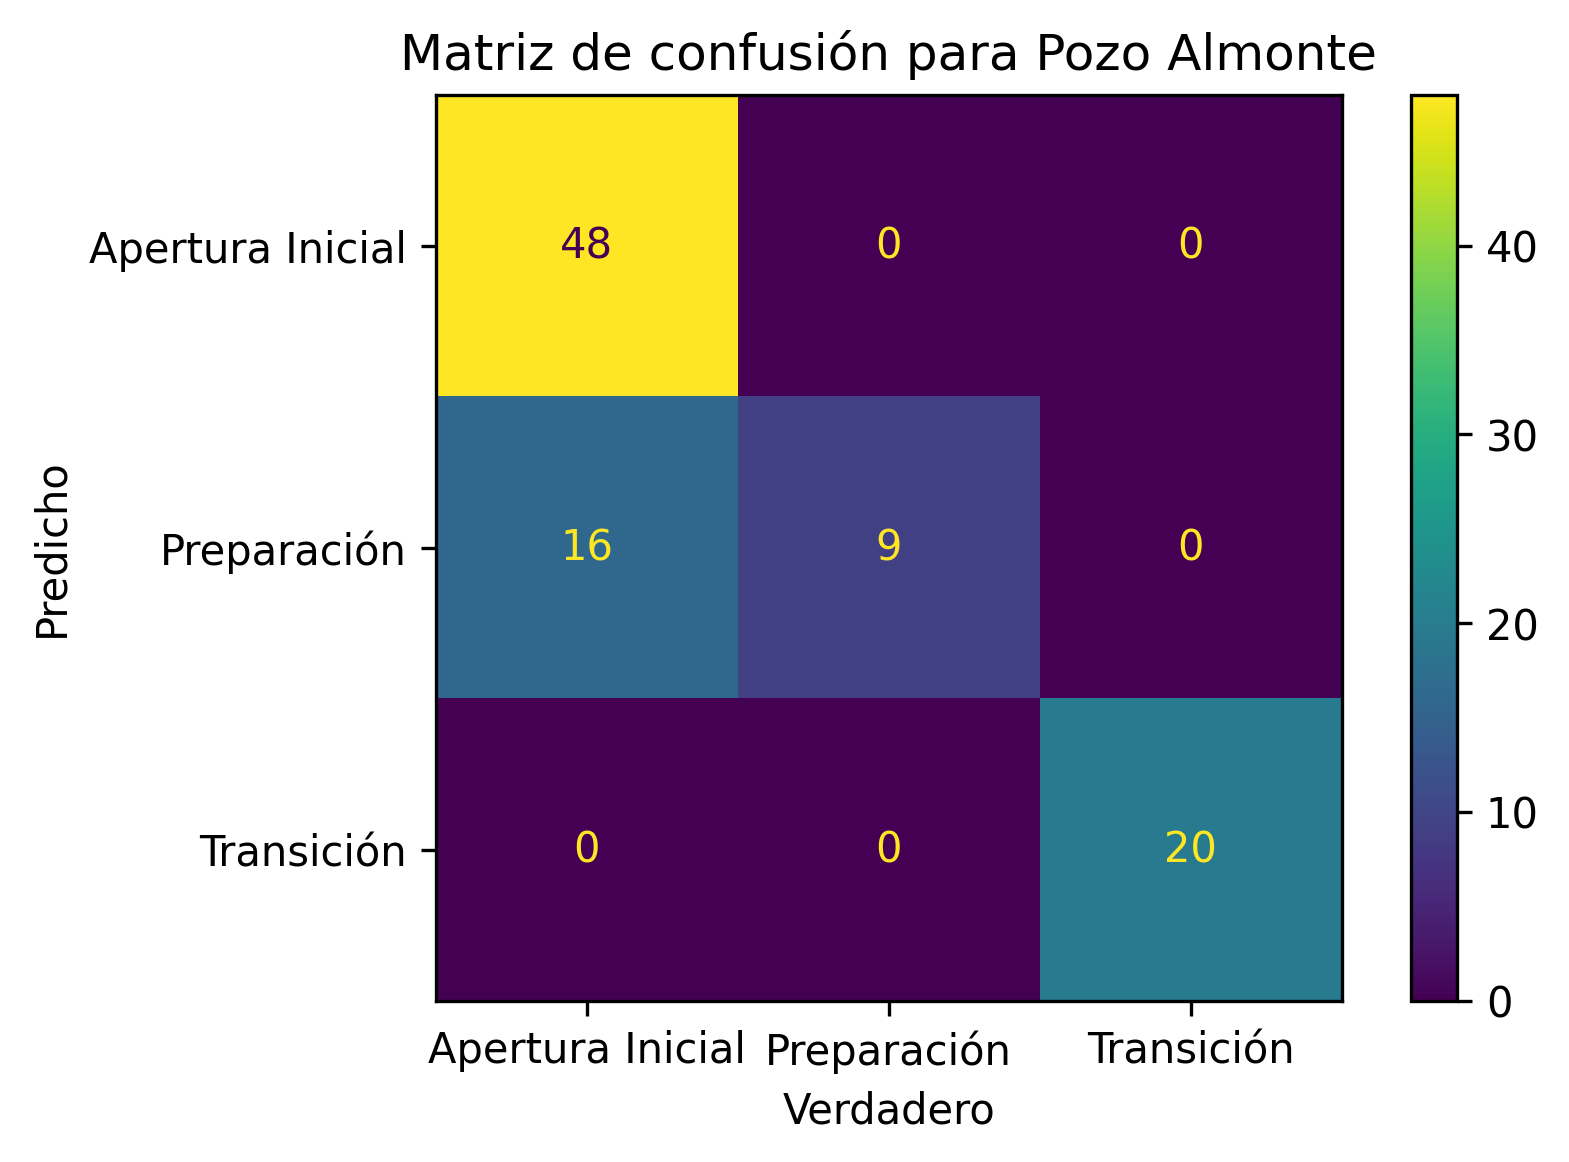 Matriz de confusión para Pozo Almonte
Predicho
Apertura Inicial
48
0
0
Preparación
16
9
0
Transición
0
0
20
Apertura Inicial
Preparación
Transición
Verdadero
40
30
20
10
0